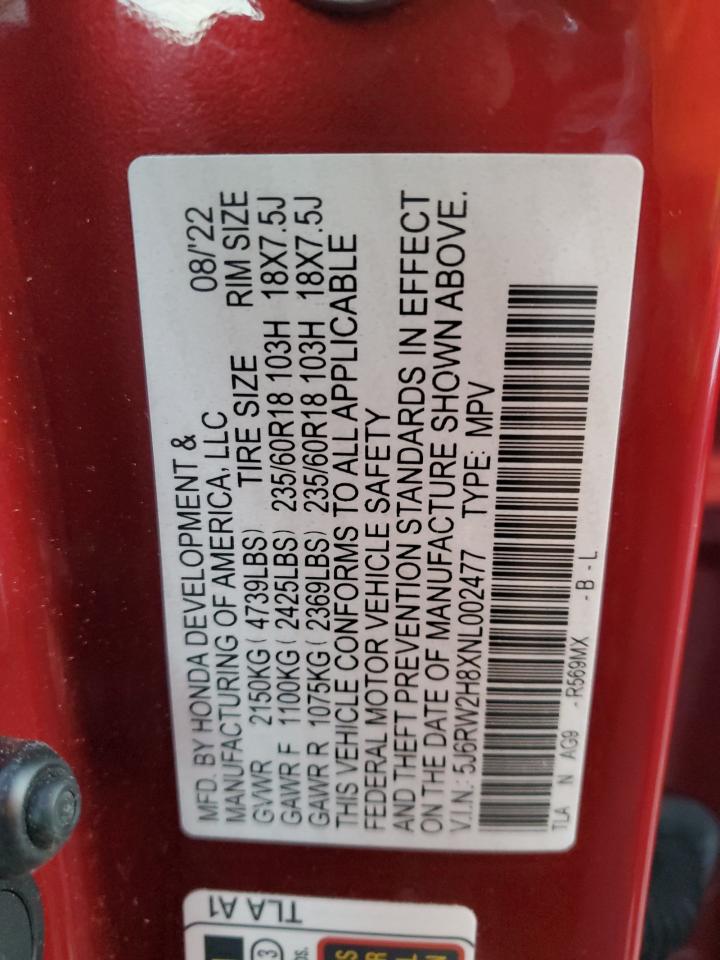 MFD. BY HONDA DEVELOPMENT & 08/'22
MANUFACTURING OF AMERICA, LLC RIM SIZE
GVWR 2150KG ( 4739LBS) TIRE SIZE
GAWR F 1100KG ( 2425LBS) 235/60R18 103H 18X7.5J
GAWR R 1075KG ( 2369LBS) 235/60R18 103H 18X7.5J
THIS VEHICLE CONFORMS TO ALL APPLICABLE
FEDERAL MOTOR VEHICLE SAFETY
AND THEFT PREVENTION STANDARDS IN EFFECT
ON THE DATE OF MANUFACTURE SHOWN ABOVE.
V.I.N.: 5J6RW2H8XNL002477 TYPE: MPV
TLA N AG9 - R569MX - B - L
TLA A1